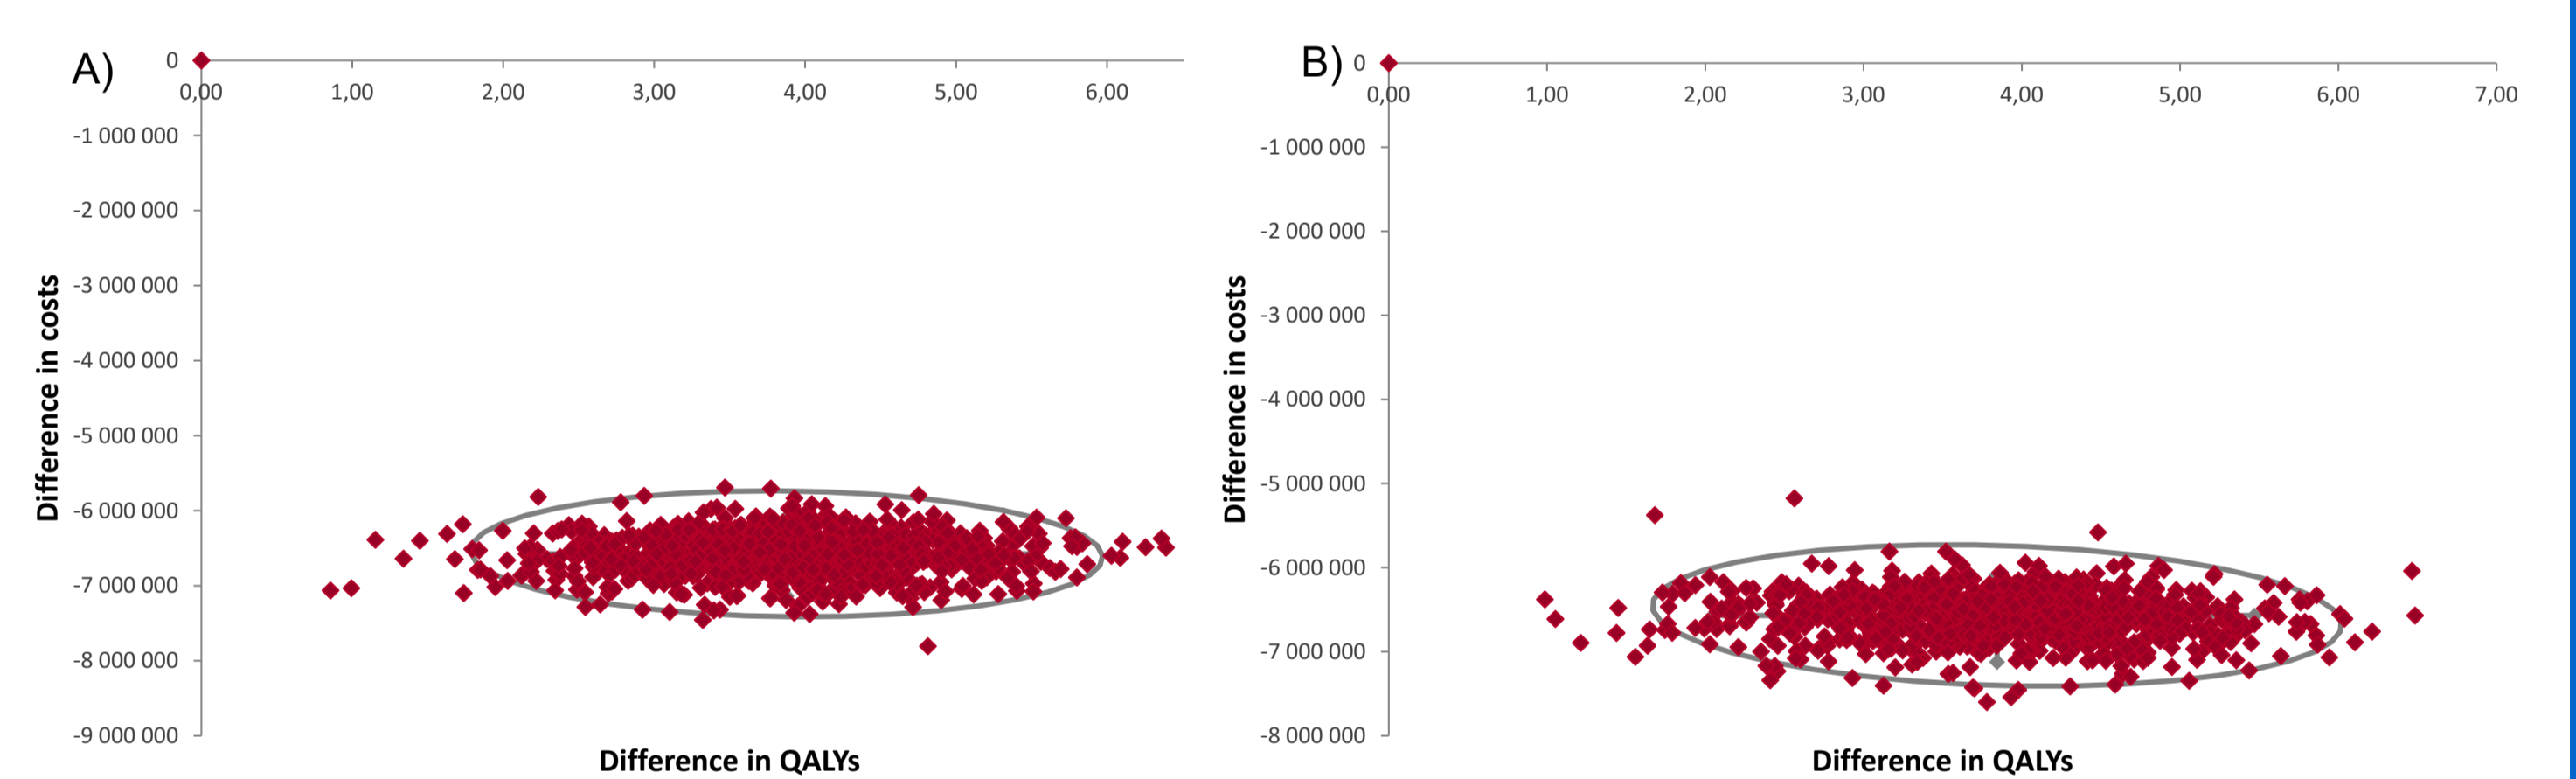 A)
0
0,00 1,00 2,00 3,00 4,00 5,00 6,00
-1 000 000
-2 000 000
-3 000 000
-4 000 000
-5 000 000
-6 000 000
-7 000 000
-8 000 000
-9 000 000
Difference in costs
Difference in QALYs
B)
0
0,00 1,00 2,00 3,00 4,00 5,00 6,00 7,00
-1 000 000
-2 000 000
-3 000 000
-4 000 000
-5 000 000
-6 000 000
-7 000 000
-8 000 000
Difference in costs
Difference in QALYs